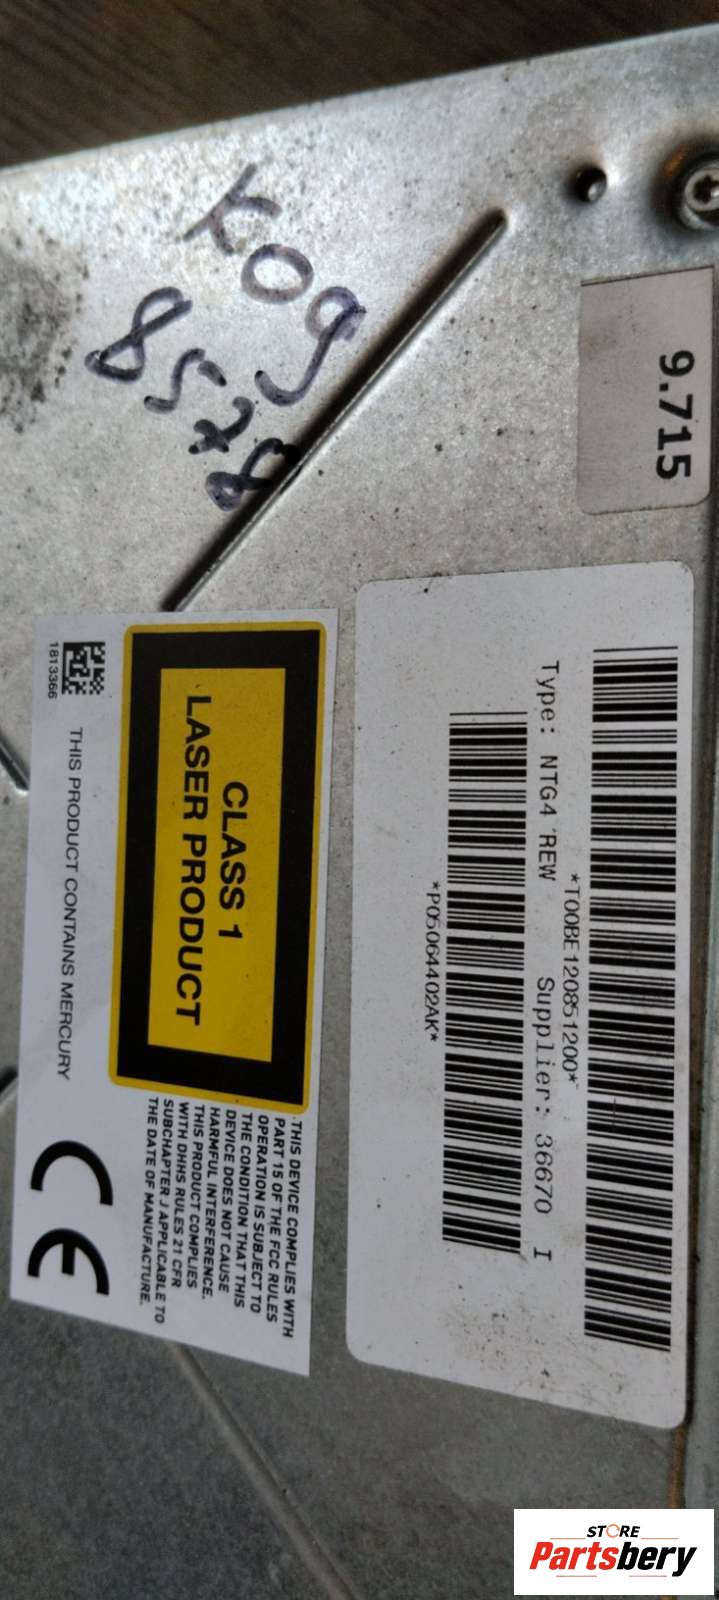 код
8578
9.715
*T00BE120851200*
Type: NTG4 REW Supplier: 36670 I
*P05064402AK*
1813366
CLASS 1
LASER PRODUCT
THIS PRODUCT CONTAINS MERCURY
THIS DEVICE COMPLIES WITH
PART 15 OF THE FCC RULES
OPERATION IS SUBJECT TO
THE CONDITION THAT THIS
DEVICE DOES NOT CAUSE
HARMFUL INTERFERENCE.
THIS PRODUCT COMPLIES
WITH DHHS RULES 21 CFR
SUBCHAPTER J APPLICABLE TO
THE DATE OF MANUFACTURE.
CE
STORE
Partsbery